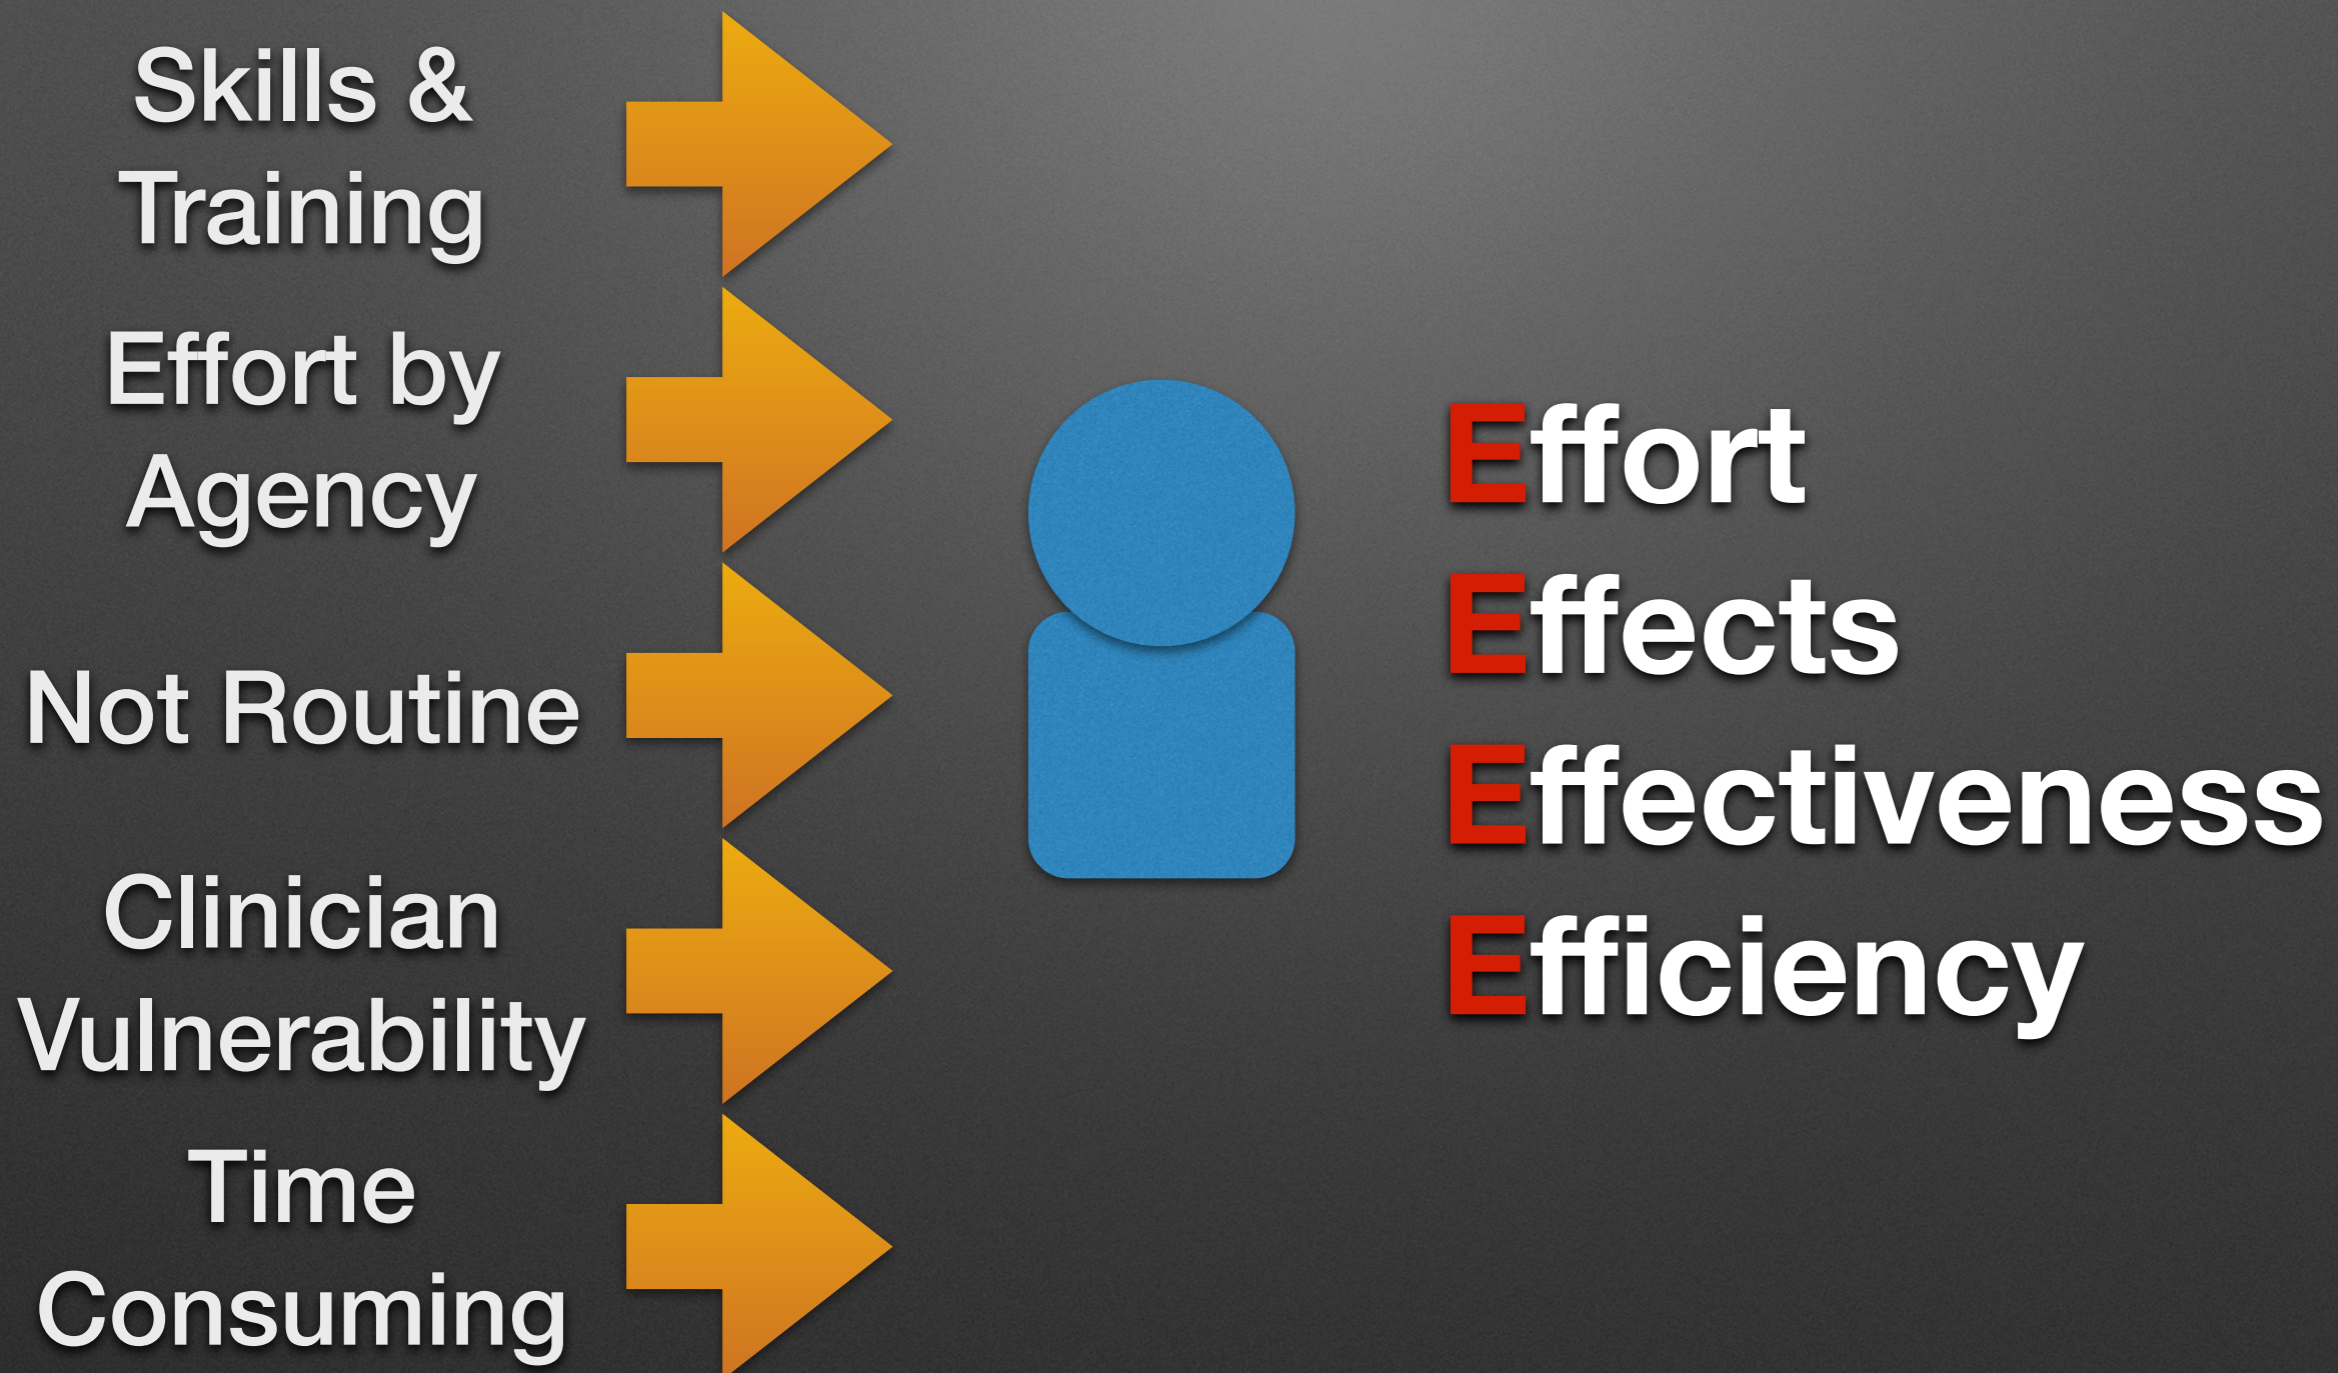 Skills &
Training
Effort by
Agency
Not Routine
Clinician
Vulnerability
Time
Consuming
Effort
Effects
Effectiveness
Efficiency